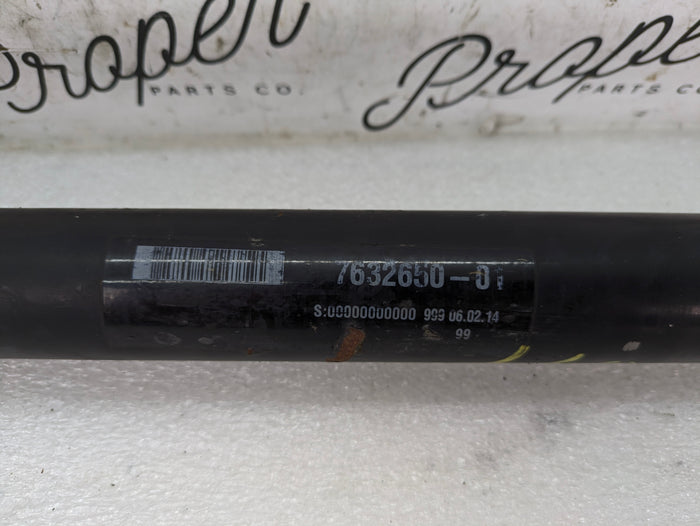 Proper
PARTS CO.
Proper
PARTS CO.
7632650-01
S:00000000000 999 06.02.14
99